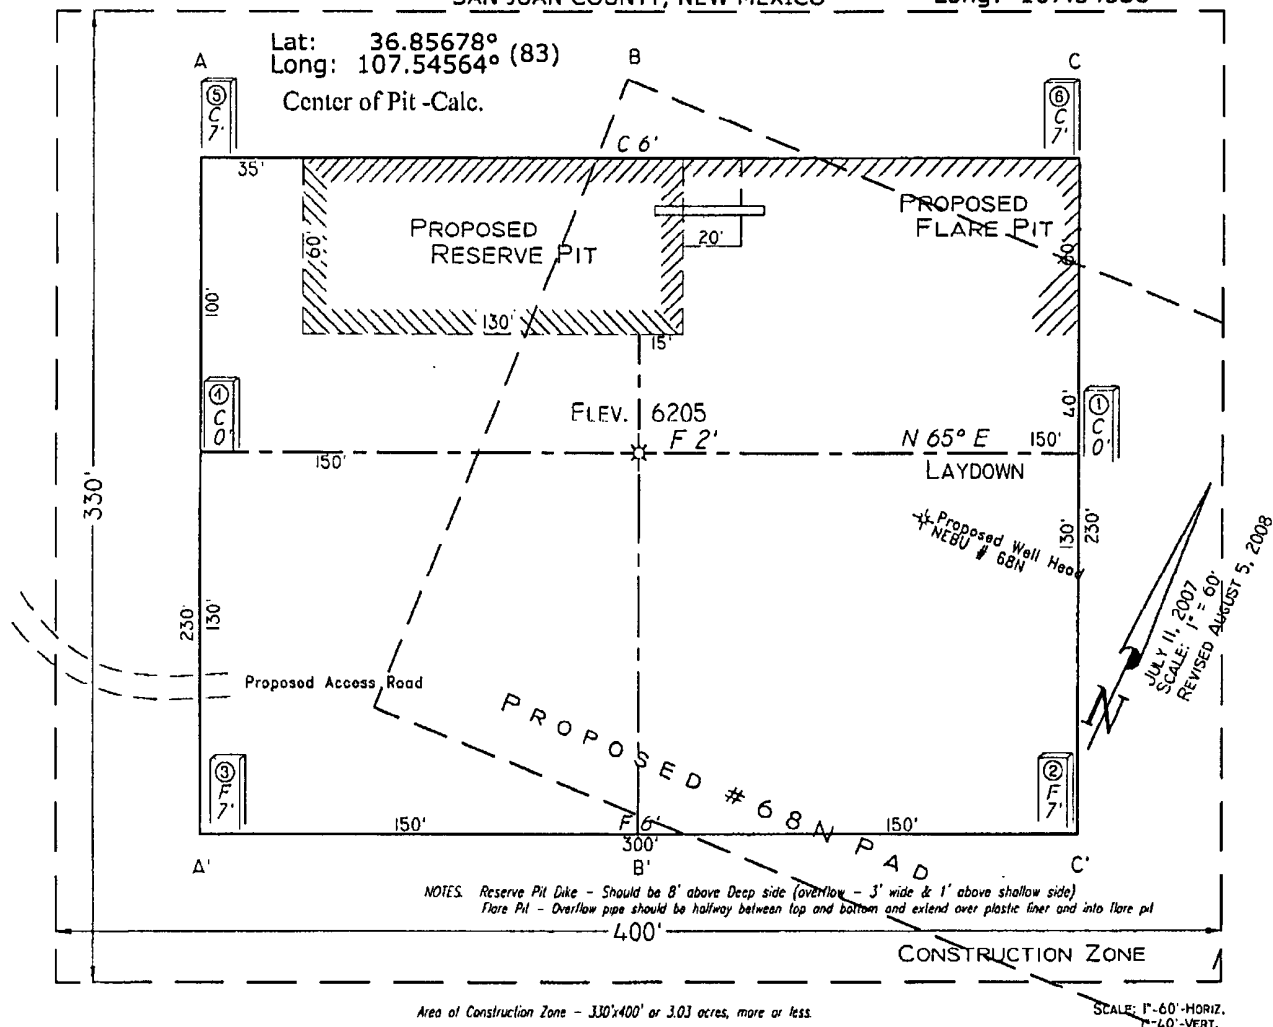 SAN JUAN COUNTY, NEW MEXICO
Lat: 36.85678° (83)
Long: 107.54564°
Center of Pit -Calc.
A
B
C
⑤ C 7'
⑥ C 7'
C 6'
35'
PROPOSED
RESERVE PIT
60'
20'
PROPOSED
FLARE PIT
60'
100'
130'
15'
④ C 0'
① C 0'
40'
ELEV. 6205
F 2'
N 65° E
150'
150'
LAYDOWN
330'
Proposed Well Head
NEBU # 68N
130'
230'
230'
130'
JULY 11, 2007
SCALE: 1" = 60'
REVISED AUGUST 5, 2008
N
Proposed Access Road
PROPOSED #68N PAD
③ F 7'
② F 7'
150'
F 6'
150'
300'
A'
B'
C'
NOTES. Reserve Pit Dike – Should be 8' above Deep side (overflow – 3' wide & 1' above shallow side)
Flare Pit – Overflow pipe should be halfway between top and bottom and extend over plastic liner and into flare pit
400'
CONSTRUCTION ZONE
Area of Construction Zone – 330'x400' or 3.03 acres, more or less.
SCALE: 1"-60'-HORIZ.
1"-40'-VERT.